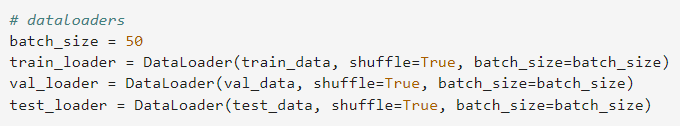 # dataloaders
batch_size = 50
train_loader = DataLoader(train_data, shuffle=True, batch_size=batch_size)
val_loader = DataLoader(val_data, shuffle=True, batch_size=batch_size)
test_loader = DataLoader(test_data, shuffle=True, batch_size=batch_size)